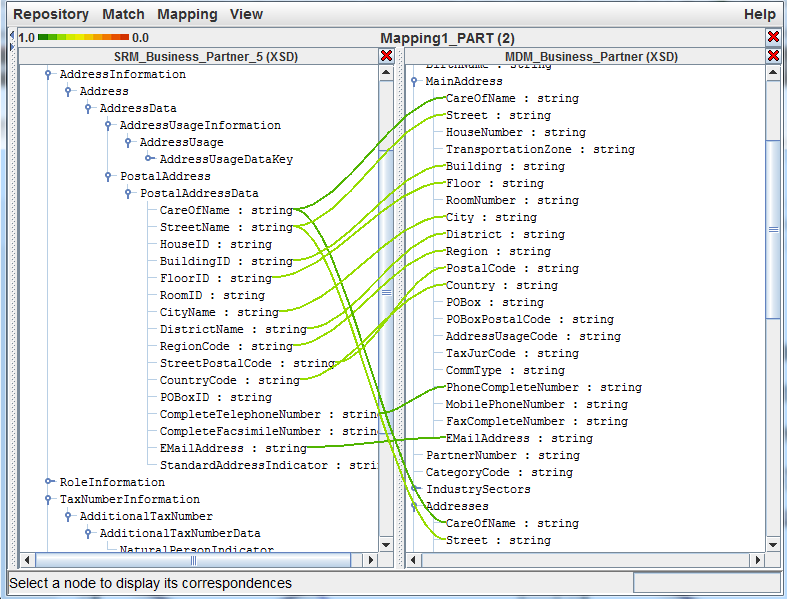 Repository Match Mapping View Help
1.0 0.0 Mapping1_PART (2)
SRM_Business_Partner_5 (XSD)
AddressInformation
Address
AddressData
AddressUsageInformation
AddressUsage
AddressUsageDataKey
PostalAddress
PostalAddressData
CareOfName : string
StreetName : string
HouseID : string
BuildingID : string
FloorID : string
RoomID : string
CityName : string
DistrictName : string
RegionCode : string
StreetPostalCode : string
CountryCode : string
POBoxID : string
CompleteTelephoneNumber : strin
CompleteFacsimileNumber : strin
EMailAddress : string
StandardAddressIndicator : stri
RoleInformation
TaxNumberInformation
AdditionalTaxNumber
AdditionalTaxNumberData
NaturalPersonIndicator
MDM_Business_Partner (XSD)
BirthName : string
MainAddress
CareOfName : string
Street : string
HouseNumber : string
TransportationZone : string
Building : string
Floor : string
RoomNumber : string
City : string
District : string
Region : string
PostalCode : string
Country : string
POBox : string
POBoxPostalCode : string
AddressUsageCode : string
TaxJurCode : string
CommType : string
PhoneCompleteNumber : string
MobilePhoneNumber : string
FaxCompleteNumber : string
EMailAddress : string
PartnerNumber : string
CategoryCode : string
IndustrySectors
Addresses
CareOfName : string
Street : string
Select a node to display its correspondences